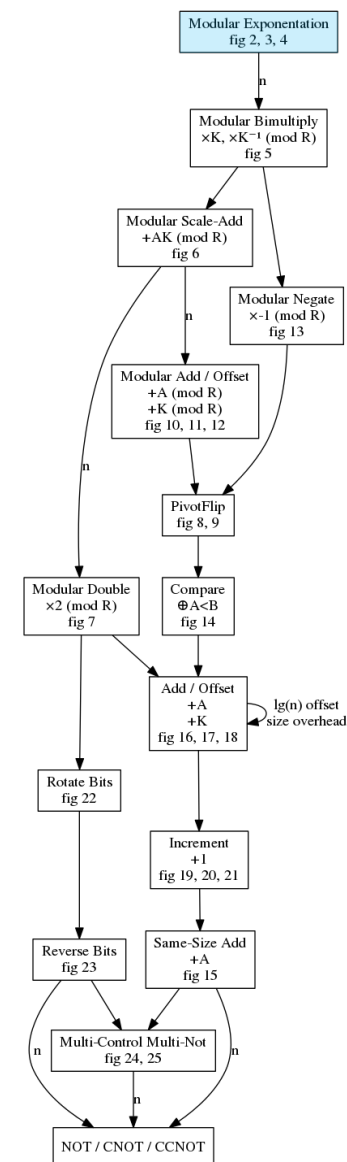 Modular Exponentation
fig 2, 3, 4
n
Modular Bimultiply
×K, ×K⁻¹ (mod R)
fig 5
Modular Scale-Add
+AK (mod R)
fig 6
Modular Negate
×-1 (mod R)
fig 13
n
Modular Add / Offset
+A (mod R)
+K (mod R)
fig 10, 11, 12
n
PivotFlip
fig 8, 9
Modular Double
×2 (mod R)
fig 7
Compare
⊕A<B
fig 14
Add / Offset
+A
+K
fig 16, 17, 18
lg(n) offset
size overhead
Rotate Bits
fig 22
Increment
+1
fig 19, 20, 21
Reverse Bits
fig 23
Same-Size Add
+A
fig 15
Multi-Control Multi-Not
fig 24, 25
n
n
n
NOT / CNOT / CCNOT